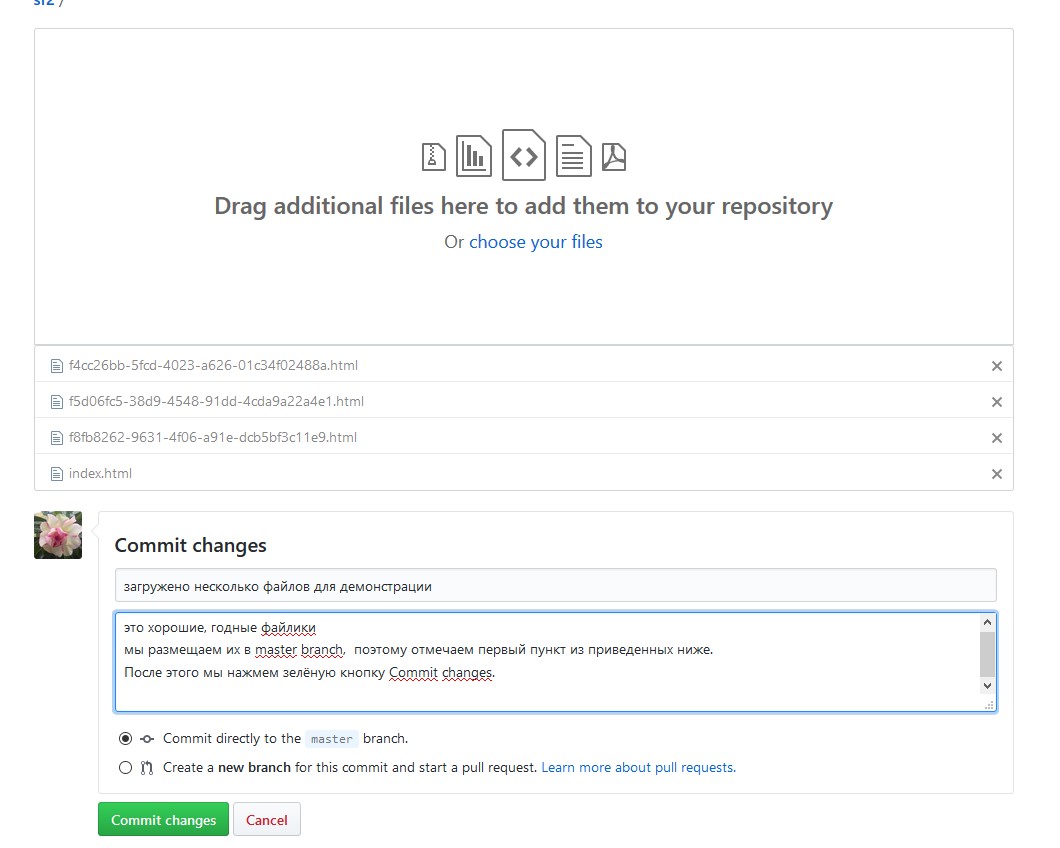 sf2 /
Drag additional files here to add them to your repository
Or choose your files
f4cc26bb-5fcd-4023-a626-01c34f02488a.html
f5d06fc5-38d9-4548-91dd-4cda9a22a4e1.html
f8fb8262-9631-4f06-a91e-dcb5bf3c11e9.html
index.html
Commit changes
загружено несколько файлов для демонстрации
это хорошие, годные файлики
мы размещаем их в master branch, поэтому отмечаем первый пункт из приведенных ниже.
После этого мы нажмем зелёную кнопку Commit changes.
Commit directly to the master branch.
Create a new branch for this commit and start a pull request. Learn more about pull requests.
Commit changes Cancel